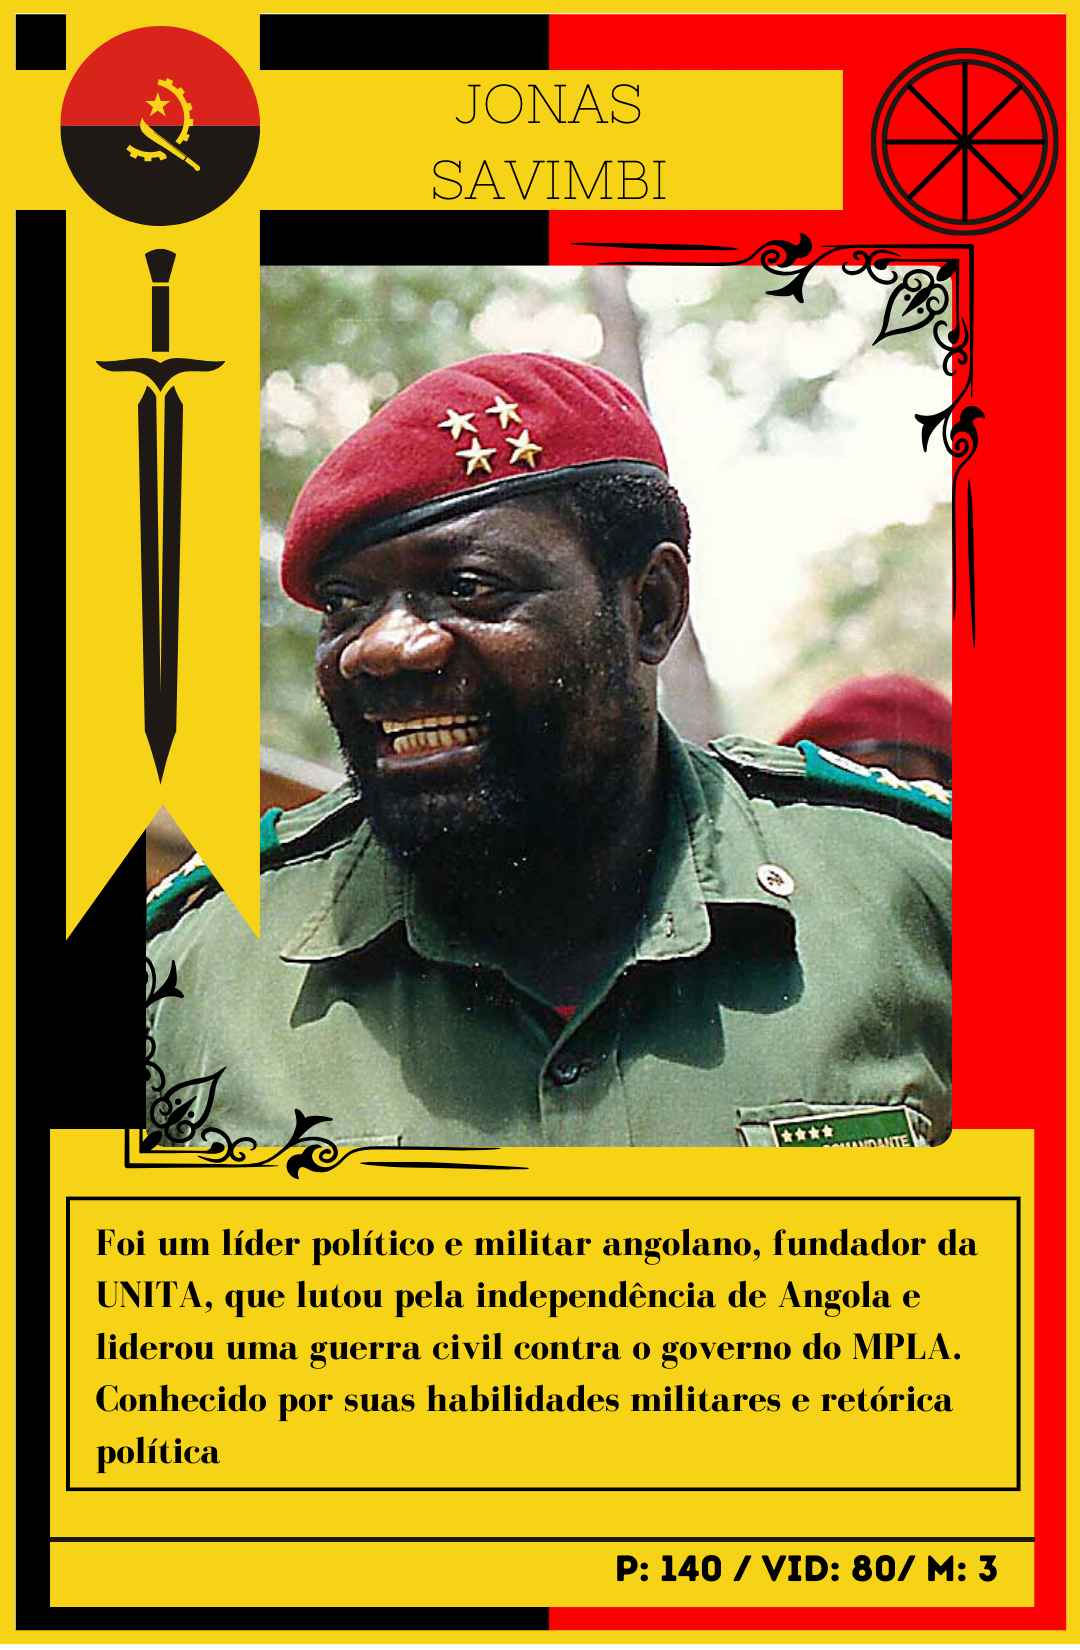 JONAS
SAVIMBI
COMANDANTE
Foi um líder político e militar angolano, fundador da
UNITA, que lutou pela independência de Angola e
liderou uma guerra civil contra o governo do MPLA.
Conhecido por suas habilidades militares e retórica
política
P: 140 / VID: 80/ M: 3